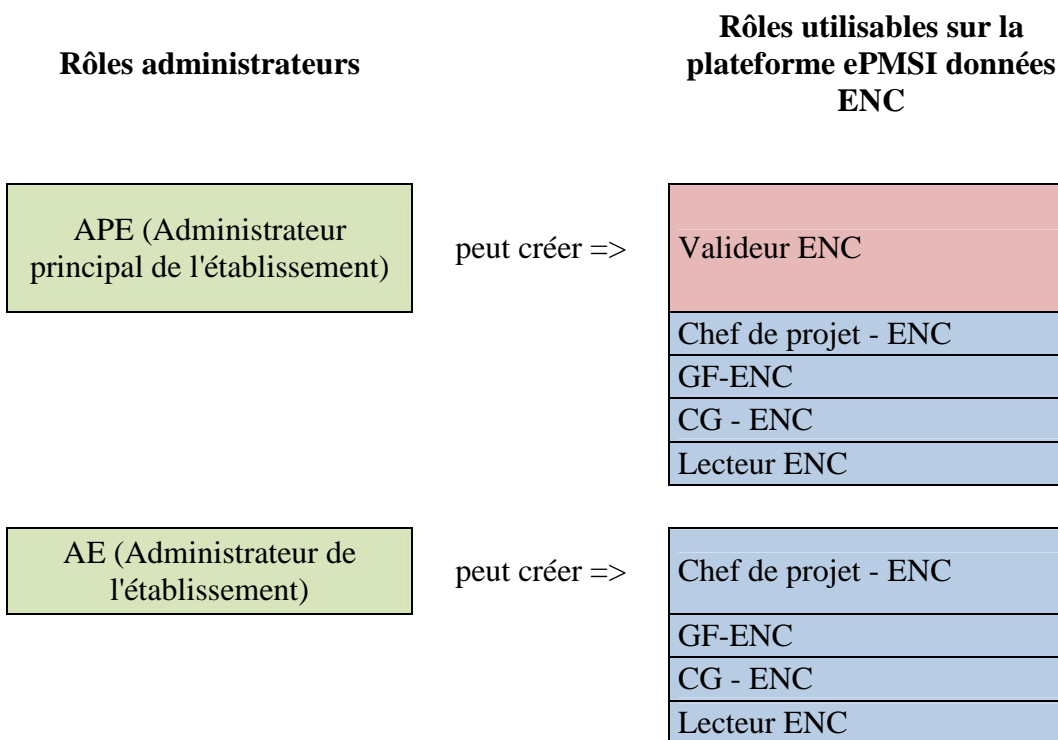 Rôles administrateurs
Rôles utilisables sur la
plateforme ePMSI données
ENC
APE (Administrateur
principal de l'établissement)
peut créer =>
Valideur ENC
Chef de projet - ENC
GF-ENC
CG - ENC
Lecteur ENC
AE (Administrateur de
l'établissement)
peut créer =>
Chef de projet - ENC
GF-ENC
CG - ENC
Lecteur ENC